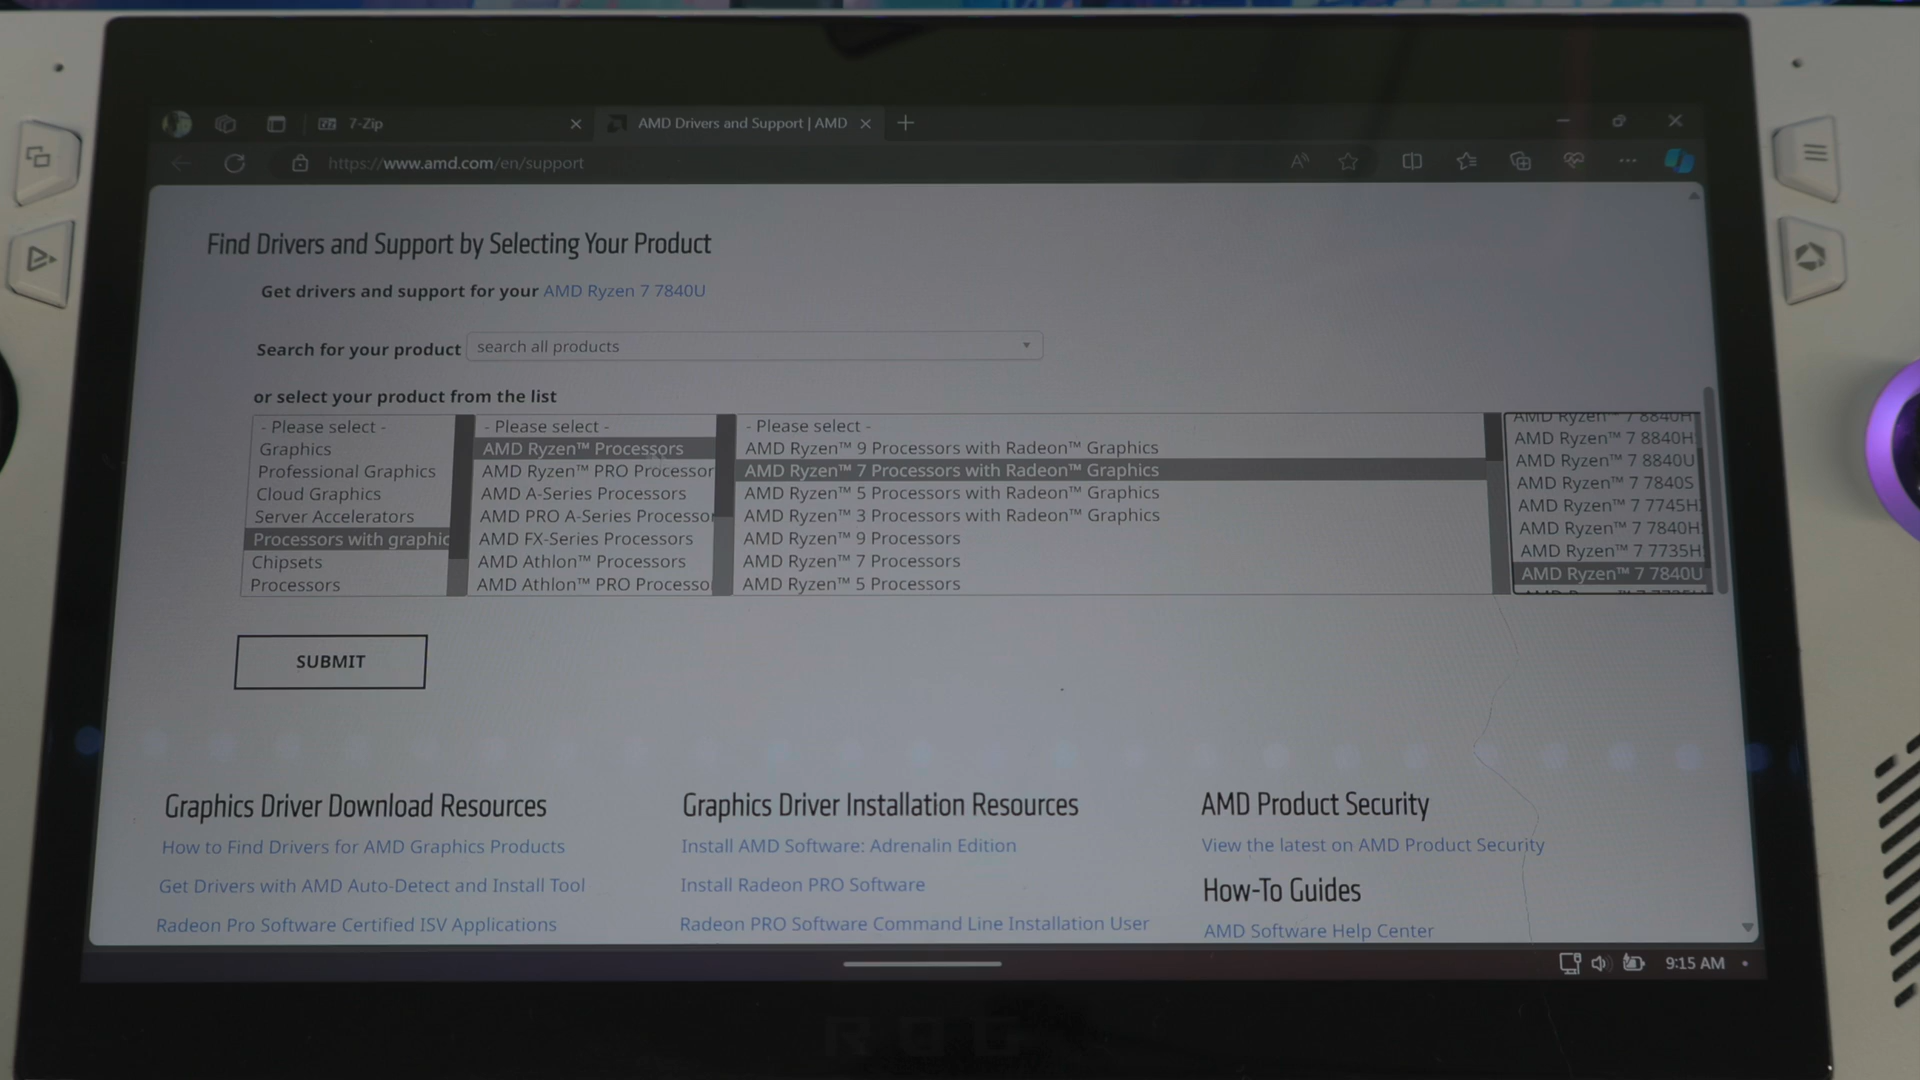 7-Zip
AMD Drivers and Support | AMD
https://www.amd.com/en/support
Find Drivers and Support by Selecting Your Product
Get drivers and support for your AMD Ryzen 7 7840U
Search for your product
search all products
or select your product from the list
- Please select -
Graphics
Professional Graphics
Cloud Graphics
Server Accelerators
Processors with graphic
Chipsets
Processors
- Please select -
AMD Ryzen™ Processors
AMD Ryzen™ PRO Processor
AMD A-Series Processors
AMD PRO A-Series Processor
AMD FX-Series Processors
AMD Athlon™ Processors
AMD Athlon™ PRO Processo
- Please select -
AMD Ryzen™ 9 Processors with Radeon™ Graphics
AMD Ryzen™ 7 Processors with Radeon™ Graphics
AMD Ryzen™ 5 Processors with Radeon™ Graphics
AMD Ryzen™ 3 Processors with Radeon™ Graphics
AMD Ryzen™ 9 Processors
AMD Ryzen™ 7 Processors
AMD Ryzen™ 5 Processors
AMD Ryzen™ 7 8840H
AMD Ryzen™ 7 8840H
AMD Ryzen™ 7 8840U
AMD Ryzen™ 7 7840S
AMD Ryzen™ 7 7745H
AMD Ryzen™ 7 7840H
AMD Ryzen™ 7 7735H
AMD Ryzen™ 7 7840U
SUBMIT
Graphics Driver Download Resources
How to Find Drivers for AMD Graphics Products
Get Drivers with AMD Auto-Detect and Install Tool
Radeon Pro Software Certified ISV Applications
Graphics Driver Installation Resources
Install AMD Software: Adrenalin Edition
Install Radeon PRO Software
Radeon PRO Software Command Line Installation User
AMD Product Security
View the latest on AMD Product Security
How-To Guides
AMD Software Help Center
9:15 AM
ROG